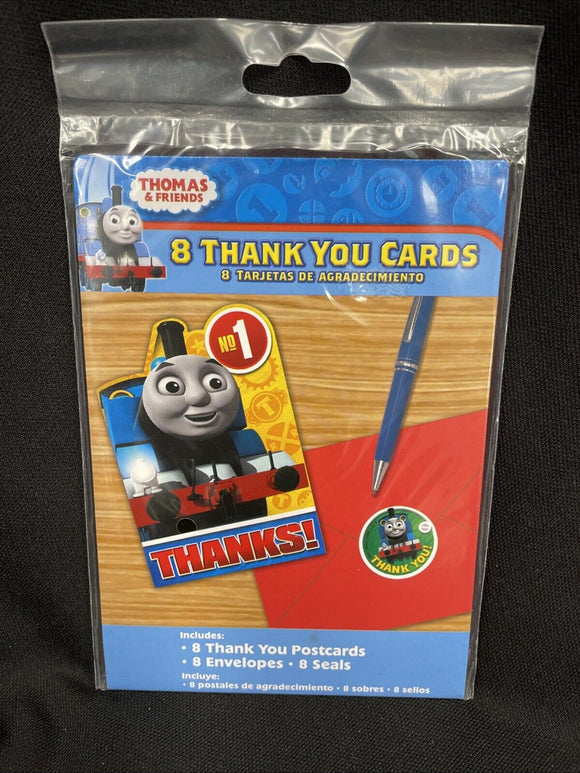 THOMAS
& FRIENDS
8 THANK YOU CARDS
8 TARJETAS DE AGRADECIMIENTO
No 1
THANKS!
THANK YOU!
Includes:
• 8 Thank You Postcards
• 8 Envelopes • 8 Seals
Incluye:
• 8 postales de agradecimiento • 8 sobres • 8 sellos